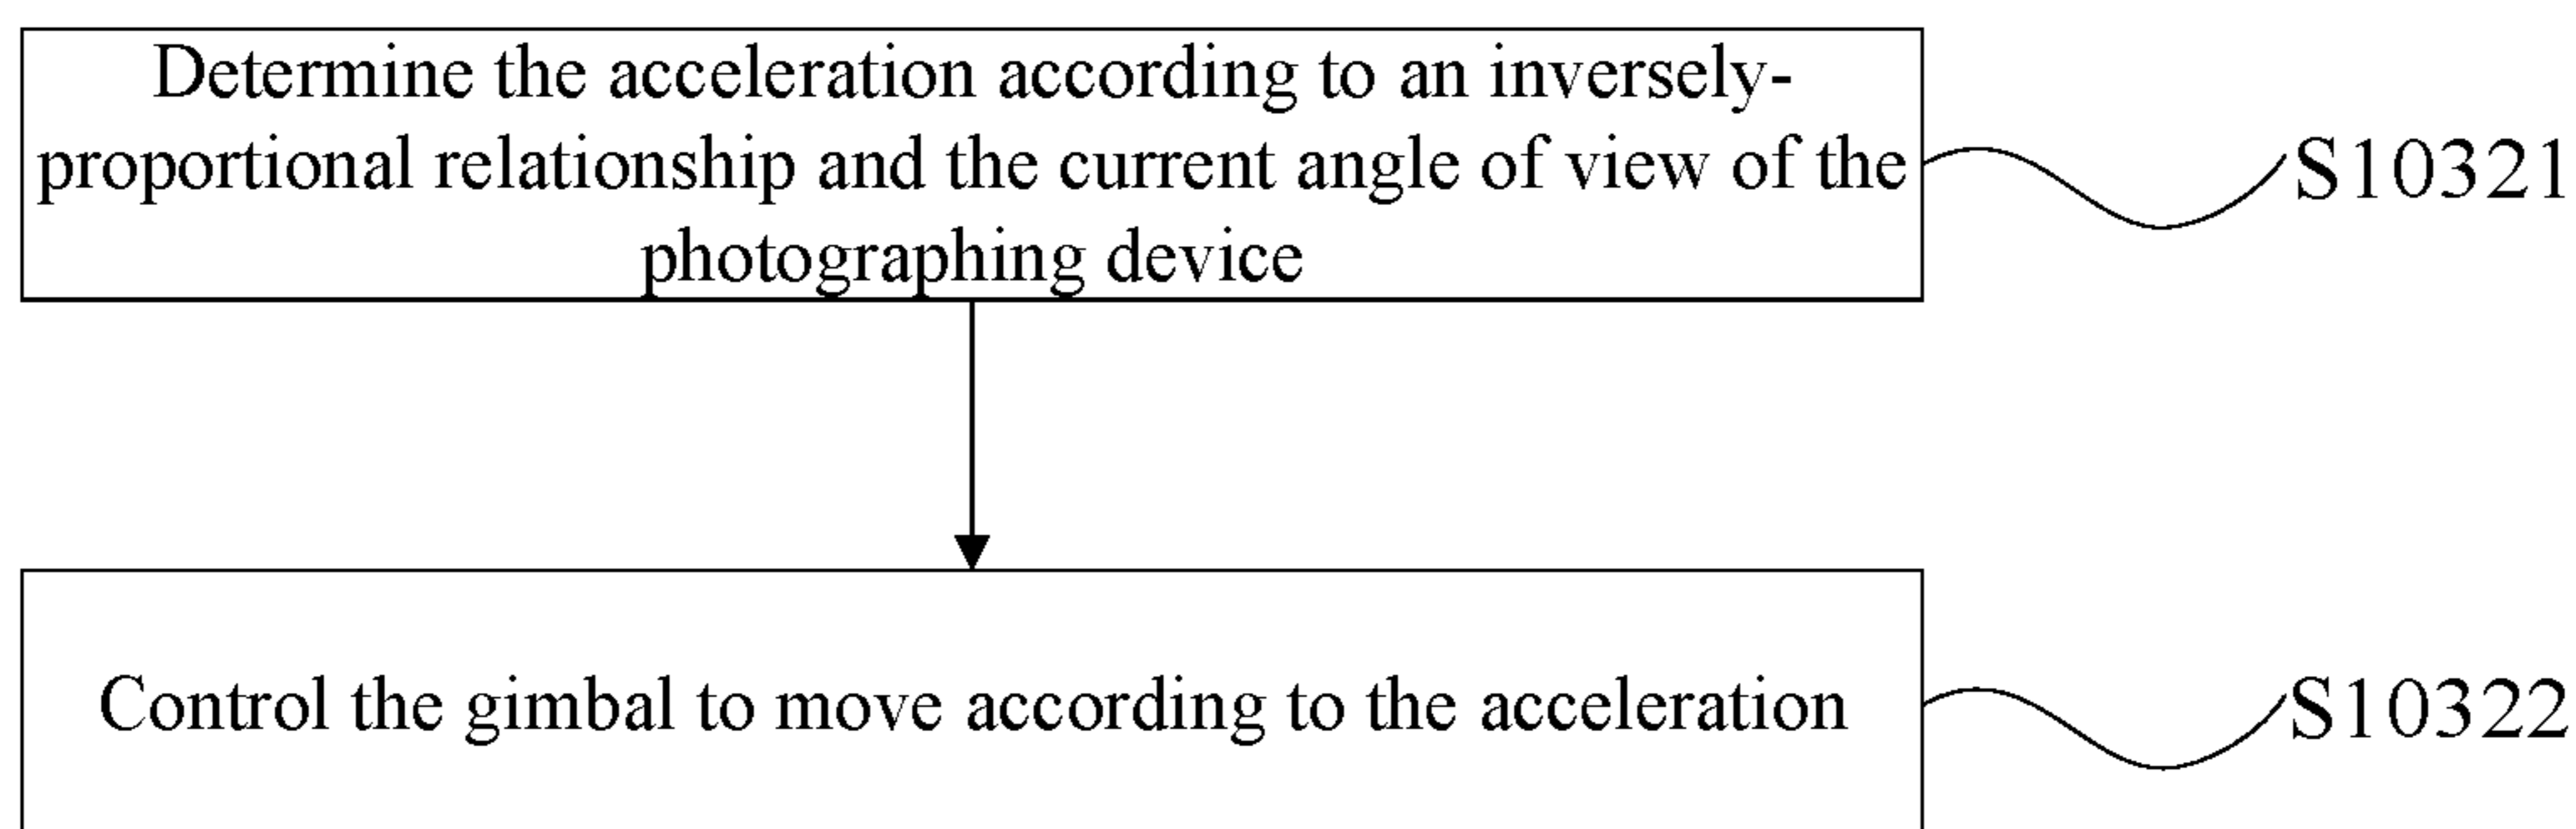 Determine the acceleration according to an inversely-
proportional relationship and the current angle of view of the
photographing device
S10321
Control the gimbal to move according to the acceleration
S10322